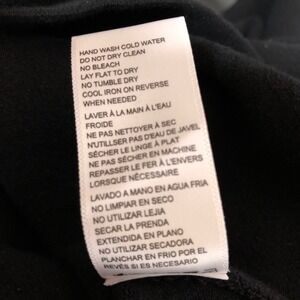 HAND WASH COLD WATER
DO NOT DRY CLEAN
NO BLEACH
LAY FLAT TO DRY
NO TUMBLE DRY
COOL IRON ON REVERSE
WHEN NEEDED
LAVER À LA MAIN À L'EAU
FROIDE
NE PAS NETTOYER À SEC
N'UTILLSER PAS D'EAU DE JAVEL
SÉCHER LE LINGE À PLAT
NE PAS SÉCHER EN MACHINE
REPASSER LE FER À L'ENVERS
LORSQUE NÉCESSAIRE
LAVADO A MANO EN AGUA FRIA
NO LIMPIAR EN SECO
NO UTILIZAR LEJIA
SECAR LA PRENDA
EXTENDIDA EN PLANO
NO UTILIZAR SECADORA
PLANCHAR EN FRIO POR EL
REVÉS SI ES NECESARIO